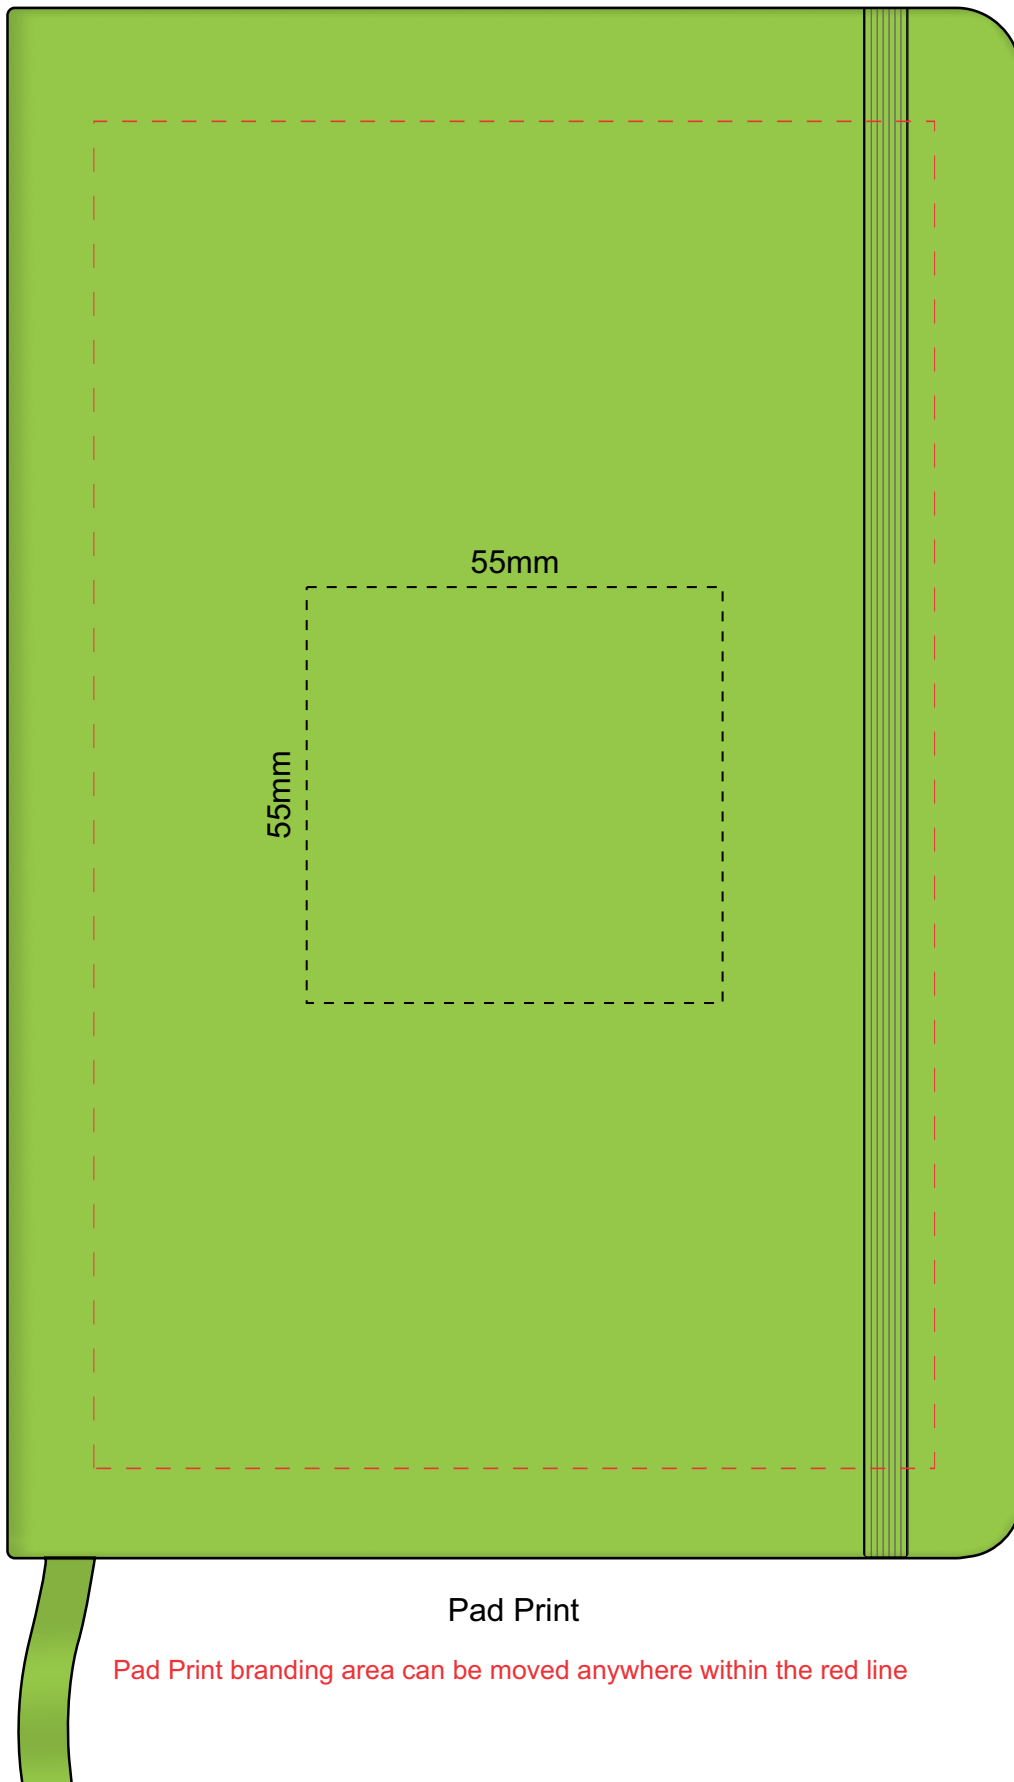 55mm
55mm
Pad Print
Pad Print branding area can be moved anywhere within the red line